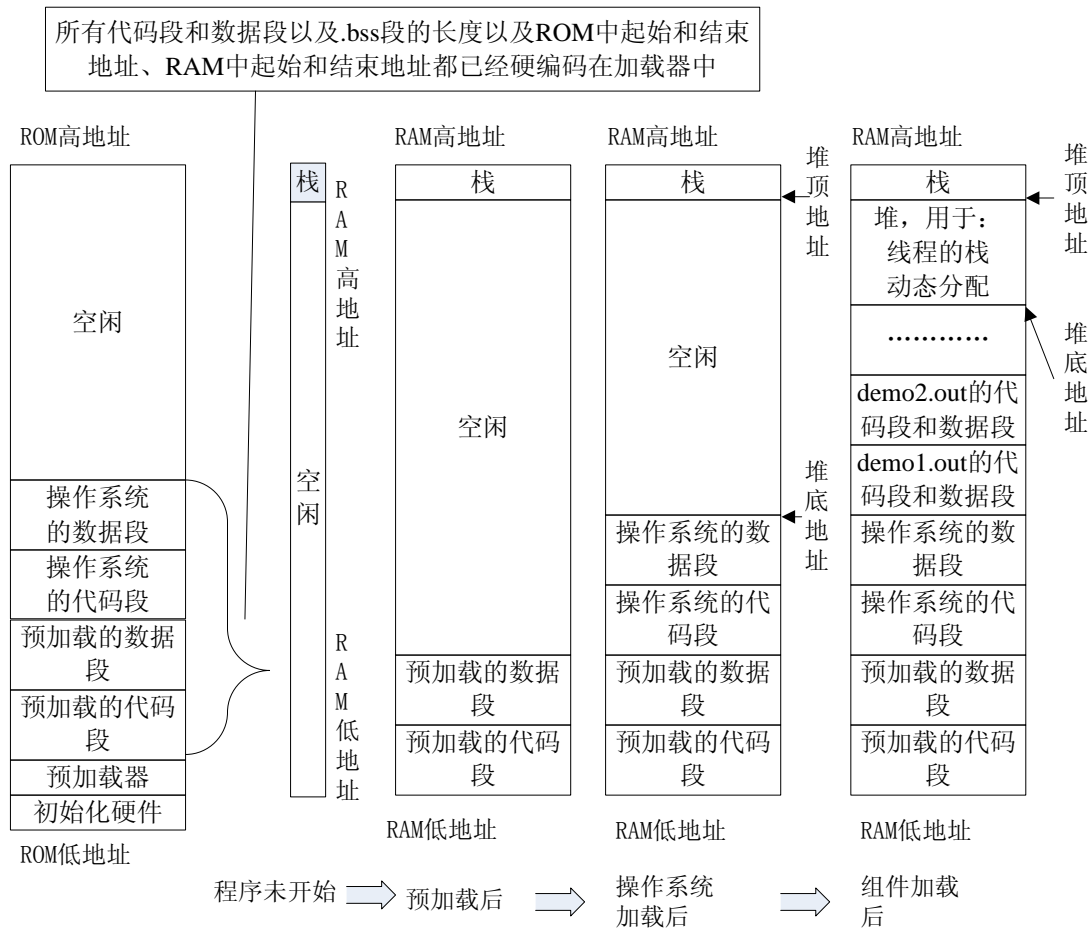 所有代码段和数据段以及.bss段的长度以及ROM中起始和结束
地址、RAM中起始和结束地址都已经硬编码在加载器中
ROM高地址
空闲
操作系统
的数据段
操作系统
的代码段
预加载的数据
段
预加载的代码
段
预加载器
初始化硬件
ROM低地址
栈
空闲
RAM高地址
RAM低地址
RAM高地址
栈
空闲
预加载的数据
段
预加载的代码
段
RAM低地址
RAM高地址
栈
空闲
操作系统的数
据段
操作系统的代
码段
预加载的数据
段
预加载的代码
段
RAM低地址
堆顶地址
堆底地址
RAM高地址
栈
堆，用于：
线程的栈
动态分配
…………
demo2.out的代
码段和数据段
demo1.out的代
码段和数据段
操作系统的数
据段
操作系统的代
码段
预加载的数据
段
预加载的代码
段
RAM低地址
堆顶地址
堆底地址
程序未开始
预加载后
操作系统
加载后
组件加载
后